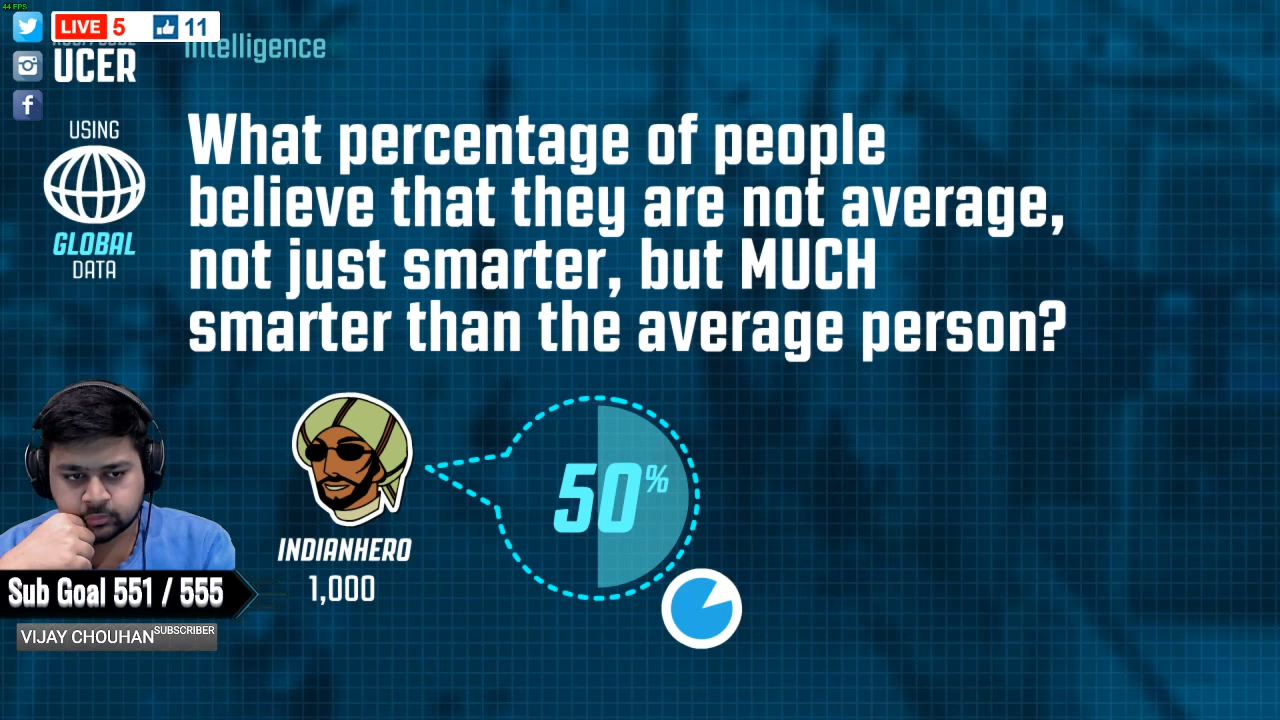 44 FPS
LIVE 5 11
Intelligence
UCER
USING
GLOBAL
DATA
What percentage of people
believe that they are not average,
not just smarter, but MUCH
smarter than the average person?
50%
INDIANHERO
1,000
Sub Goal 551 / 555
VIJAY CHOUHAN SUBSCRIBER